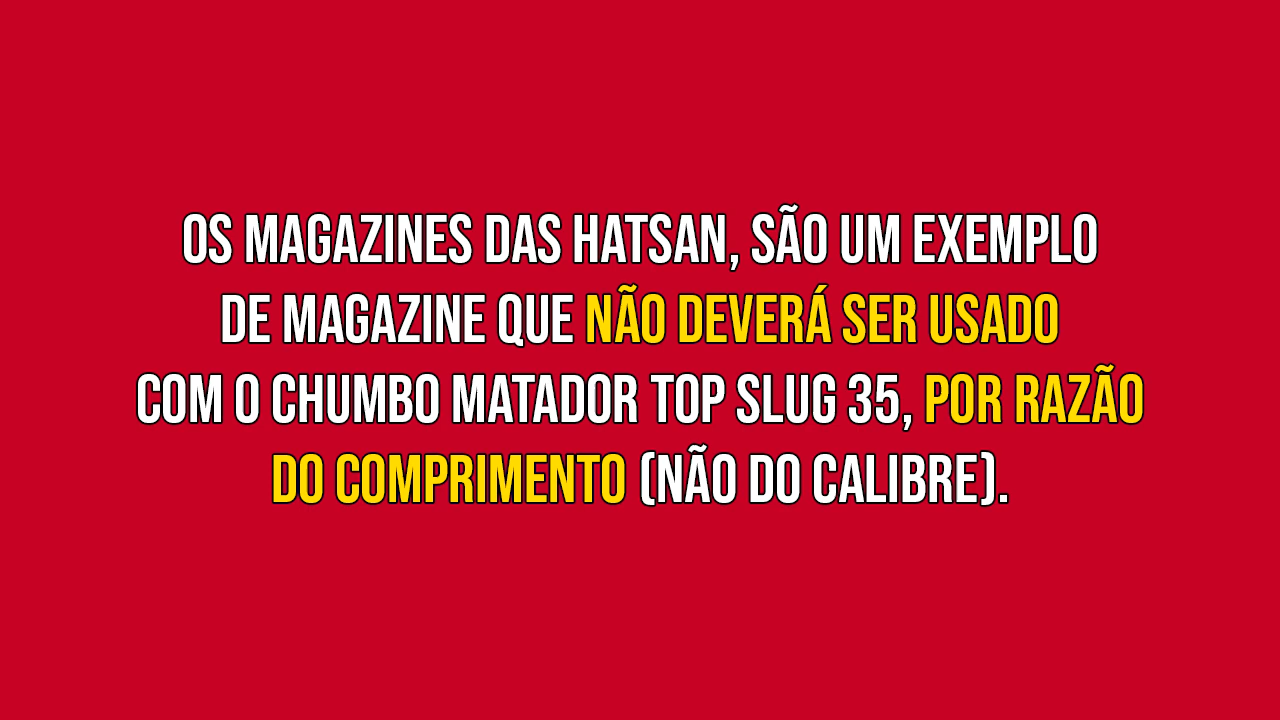 OS MAGAZINES DAS HATSAN, SÃO UM EXEMPLO
DE MAGAZINE QUE NÃO DEVERÁ SER USADO
COM O CHUMBO MATADOR TOP SLUG 35, POR RAZÃO
DO COMPRIMENTO (NÃO DO CALIBRE).